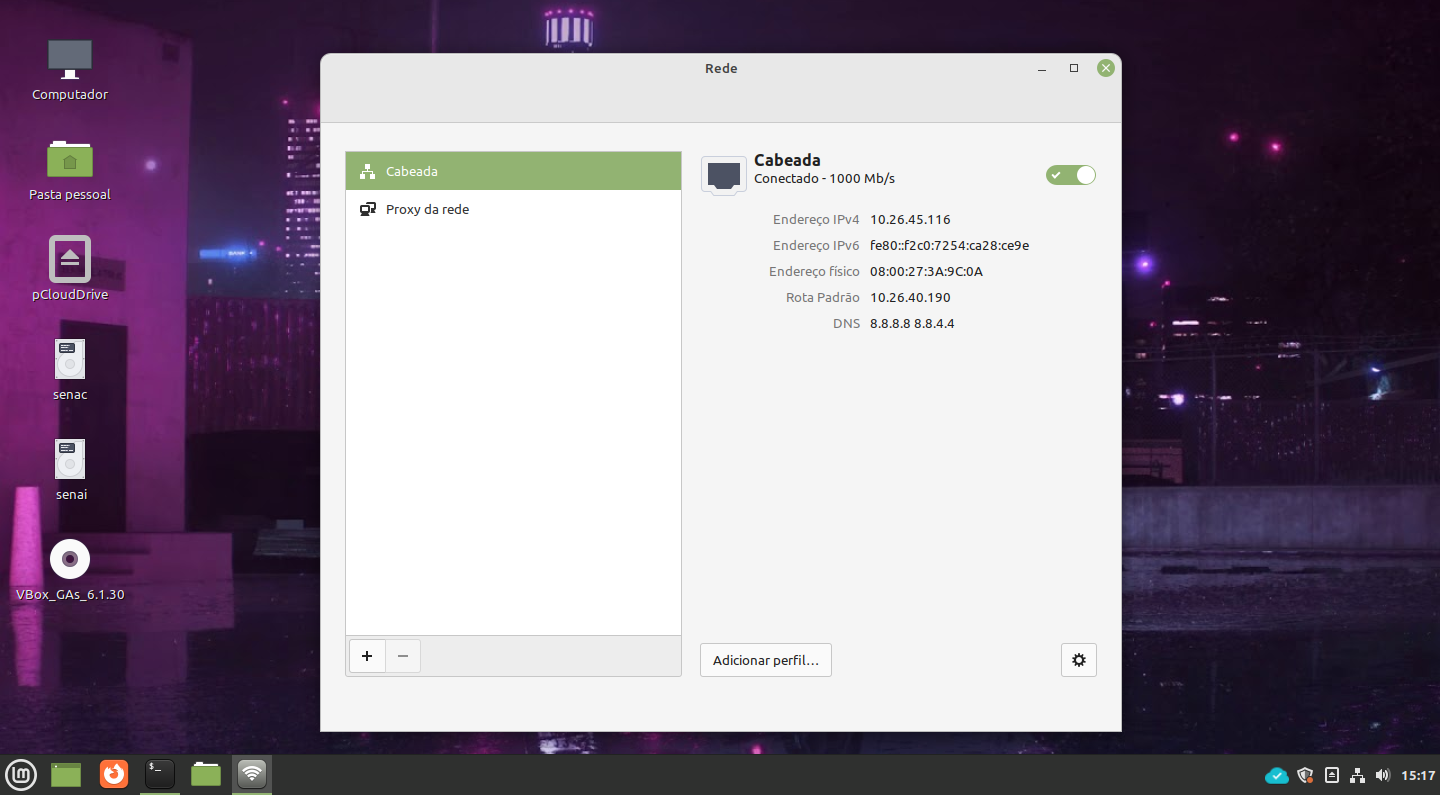 Computador
Pasta pessoal
pCloudDrive
senac
senai
VBox_GAs_6.1.30
Rede
Cabeada
Proxy da rede
Cabeada
Conectado - 1000 Mb/s
Endereço IPv4 10.26.45.116
Endereço IPv6 fe80::f2c0:7254:ca28:ce9e
Endereço físico 08:00:27:3A:9C:0A
Rota Padrão 10.26.40.190
DNS 8.8.8.8 8.8.4.4
Adicionar perfil…
$_
15:17